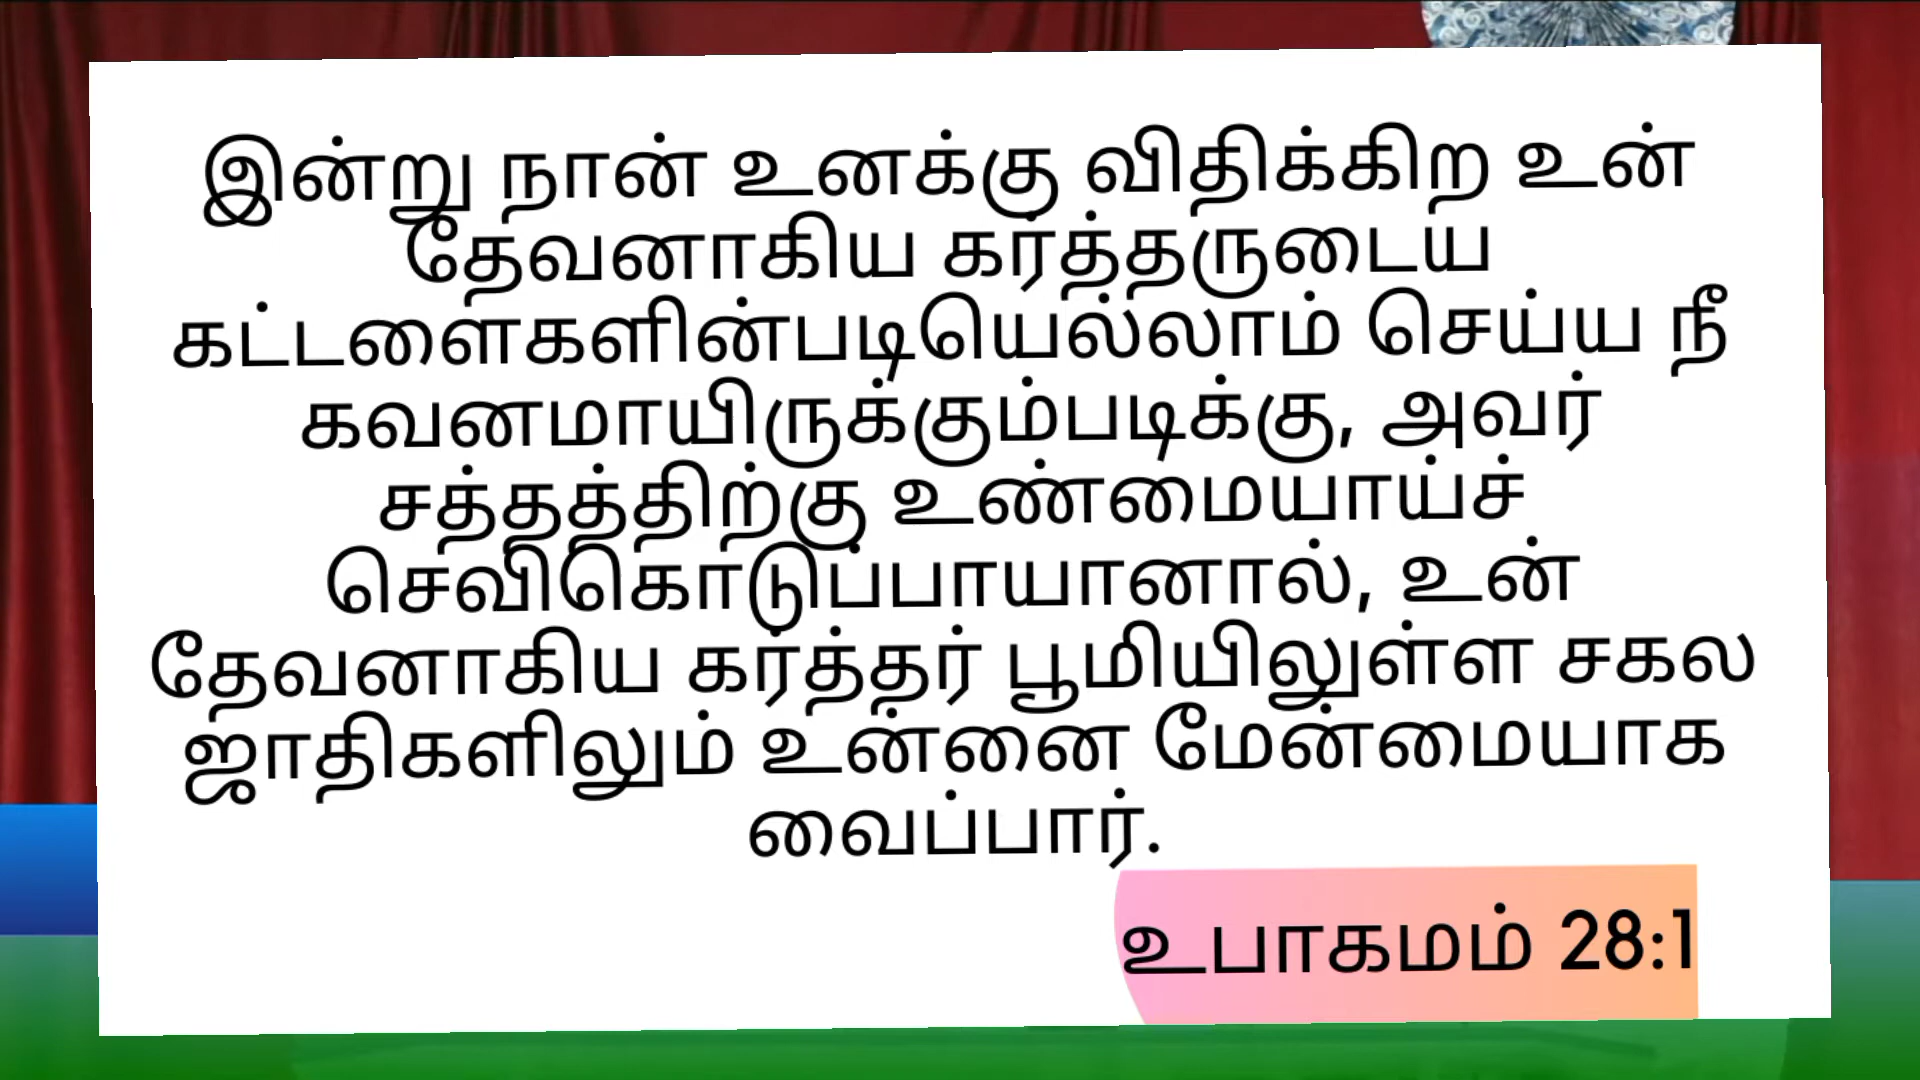 இன்று நான் உனக்கு விதிக்கிற உன்
தேவனாகிய கர்த்தருடைய
கட்டளைகளின்படியெல்லாம் செய்ய நீ
கவனமாயிருக்கும்படிக்கு, அவர்
சத்தத்திற்கு உண்மையாய்ச்
செவிகொடுப்பாயானால், உன்
தேவனாகிய கர்த்தர் பூமியிலுள்ள சகல
ஜாதிகளிலும் உன்னை மேன்மையாக
வைப்பார்.
உபாகமம் 28:1